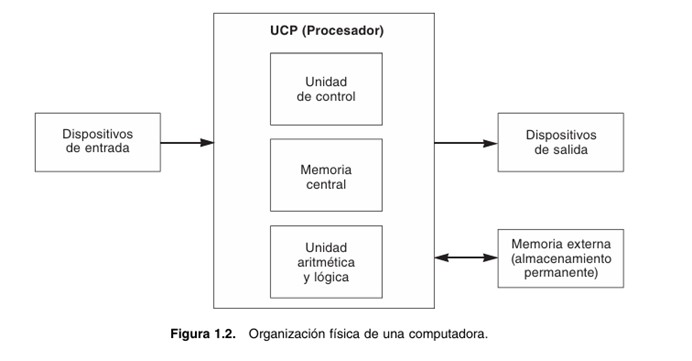 UCP (Procesador)
Unidad
de control
Dispositivos
de entrada
Memoria
central
Dispositivos
de salida
Unidad
aritmética
y lógica
Memoria externa
(almacenamiento
permanente)
Figura 1.2. Organización física de una computadora.